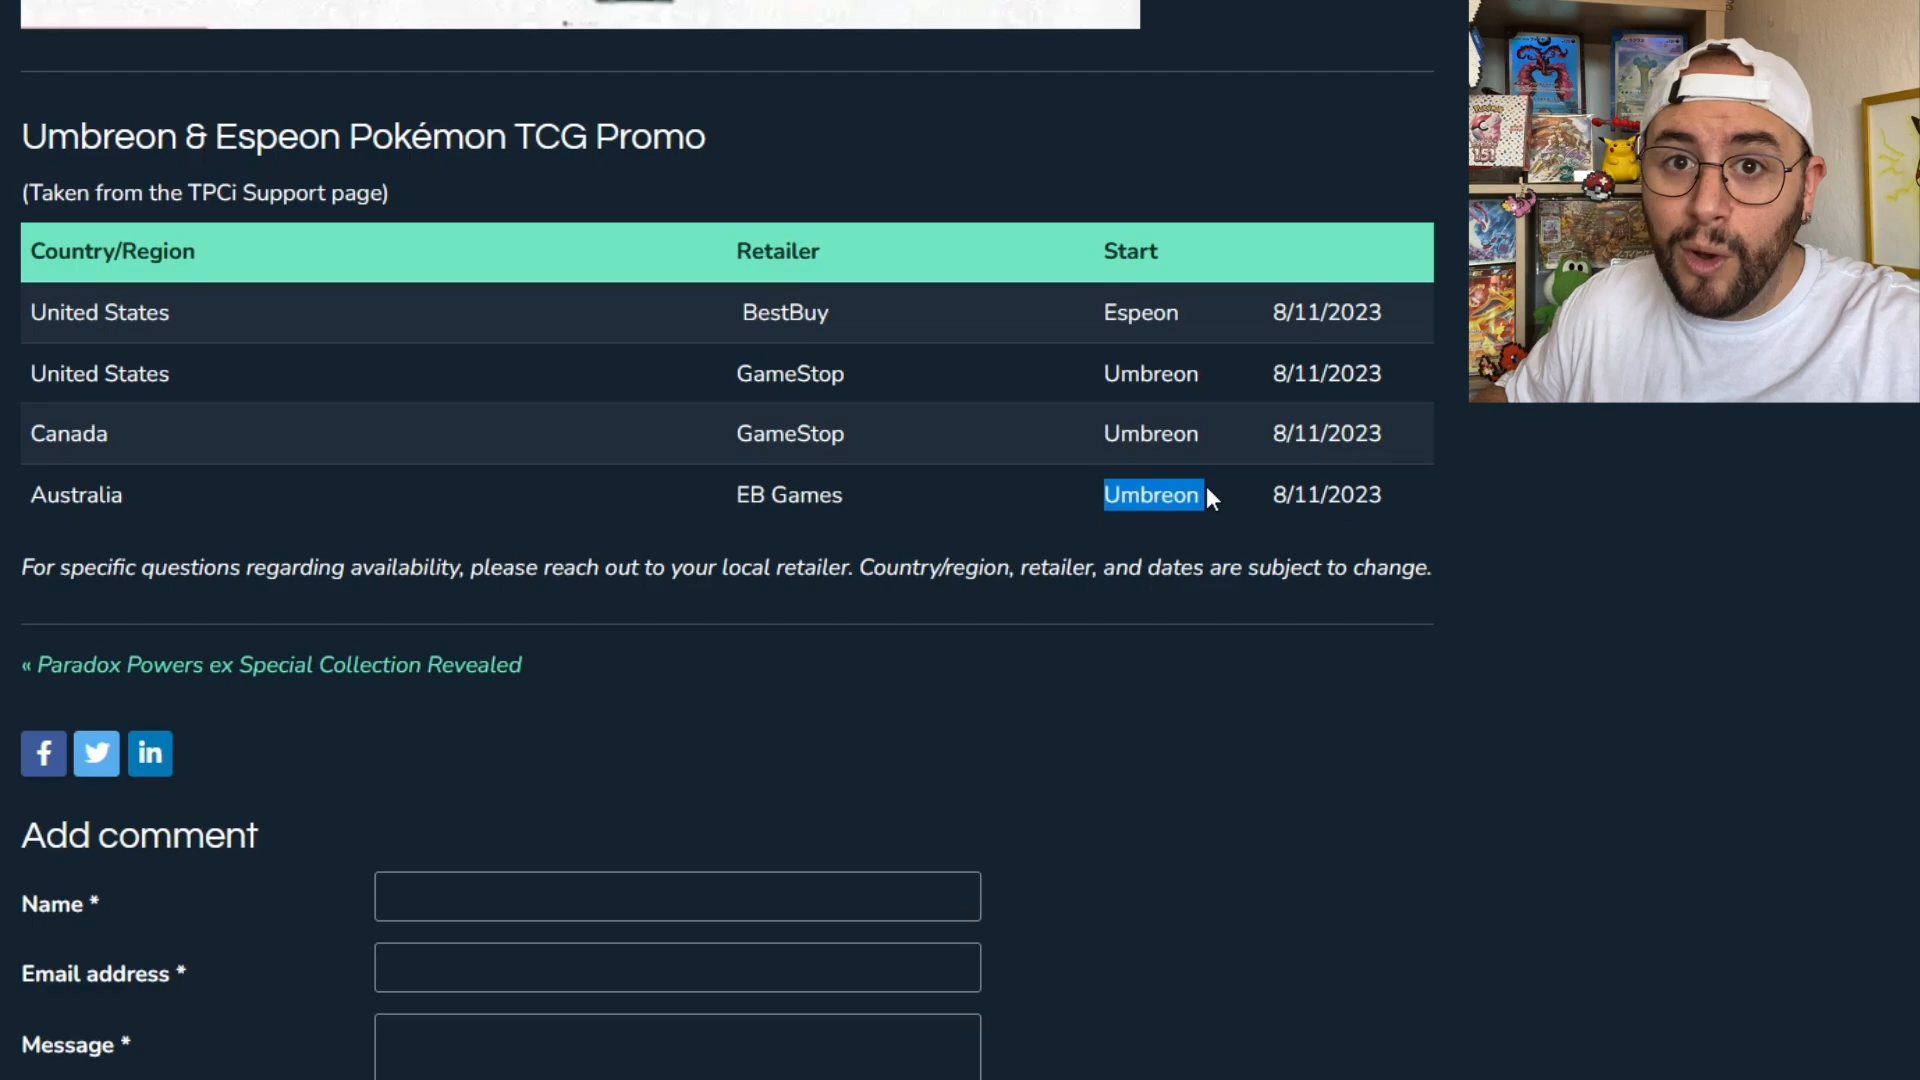 Umbreon & Espeon Pokémon TCG Promo
(Taken from the TPCi Support page)
Country/Region Retailer Start
United States BestBuy Espeon 8/11/2023
United States GameStop Umbreon 8/11/2023
Canada GameStop Umbreon 8/11/2023
Australia EB Games Umbreon 8/11/2023
For specific questions regarding availability, please reach out to your local retailer. Country/region, retailer, and dates are subject to change.
« Paradox Powers ex Special Collection Revealed
f
in
Add comment
Name *
Email address *
Message *
151